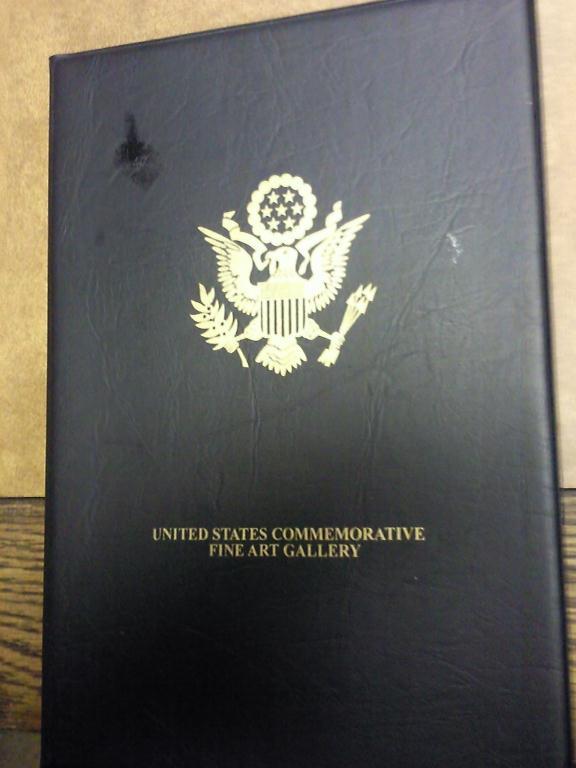 UNITED STATES COMMEMORATIVE
FINE ART GALLERY